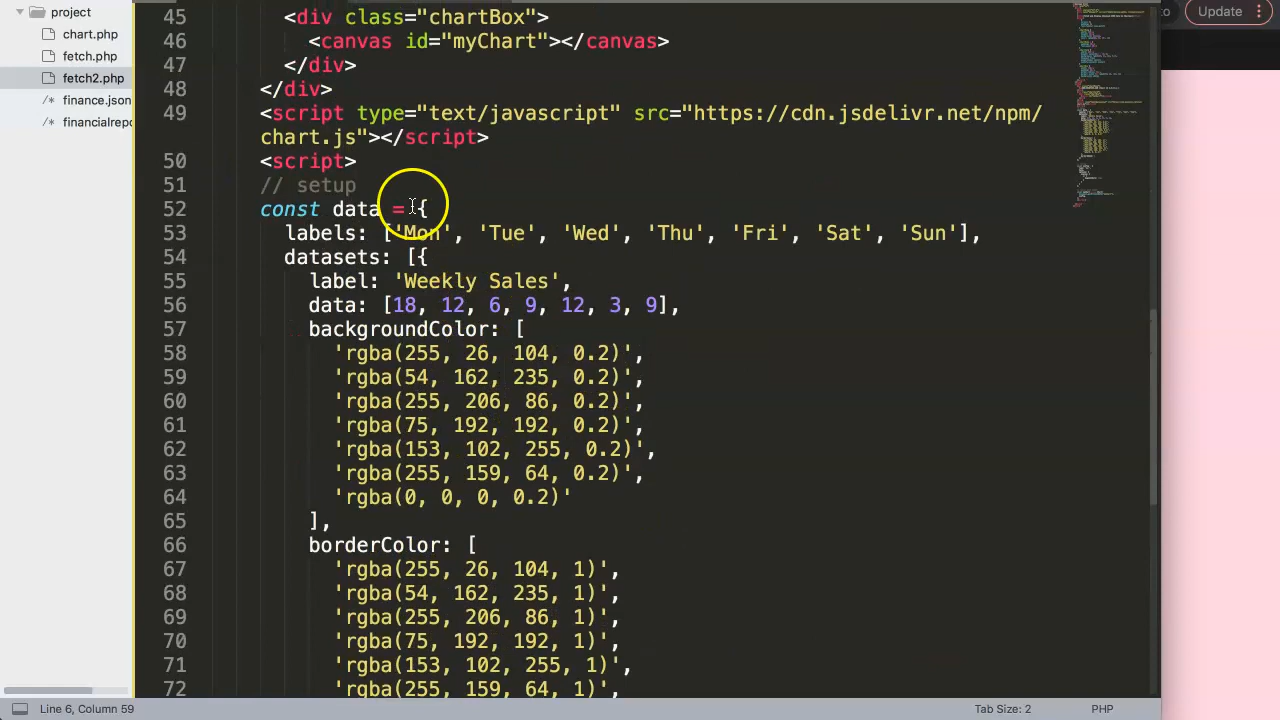 project
chart.php
fetch.php
fetch2.php
/* finance.json
/* financialrepo
45 <div class="chartBox">
46 <canvas id="myChart"></canvas>
47 </div>
48 </div>
49 <script type="text/javascript" src="https://cdn.jsdelivr.net/npm/
chart.js"></script>
50 <script>
51 // setup
52 const data = {
53 labels: ['Mon', 'Tue', 'Wed', 'Thu', 'Fri', 'Sat', 'Sun'],
54 datasets: [{
55 label: 'Weekly Sales',
56 data: [18, 12, 6, 9, 12, 3, 9],
57 backgroundColor: [
58 'rgba(255, 26, 104, 0.2)',
59 'rgba(54, 162, 235, 0.2)',
60 'rgba(255, 206, 86, 0.2)',
61 'rgba(75, 192, 192, 0.2)',
62 'rgba(153, 102, 255, 0.2)',
63 'rgba(255, 159, 64, 0.2)',
64 'rgba(0, 0, 0, 0.2)'
65 ],
66 borderColor: [
67 'rgba(255, 26, 104, 1)',
68 'rgba(54, 162, 235, 1)',
69 'rgba(255, 206, 86, 1)',
70 'rgba(75, 192, 192, 1)',
71 'rgba(153, 102, 255, 1)',
72 'rgba(255, 159, 64, 1)',
Update
Line 6, Column 59
Tab Size: 2
PHP